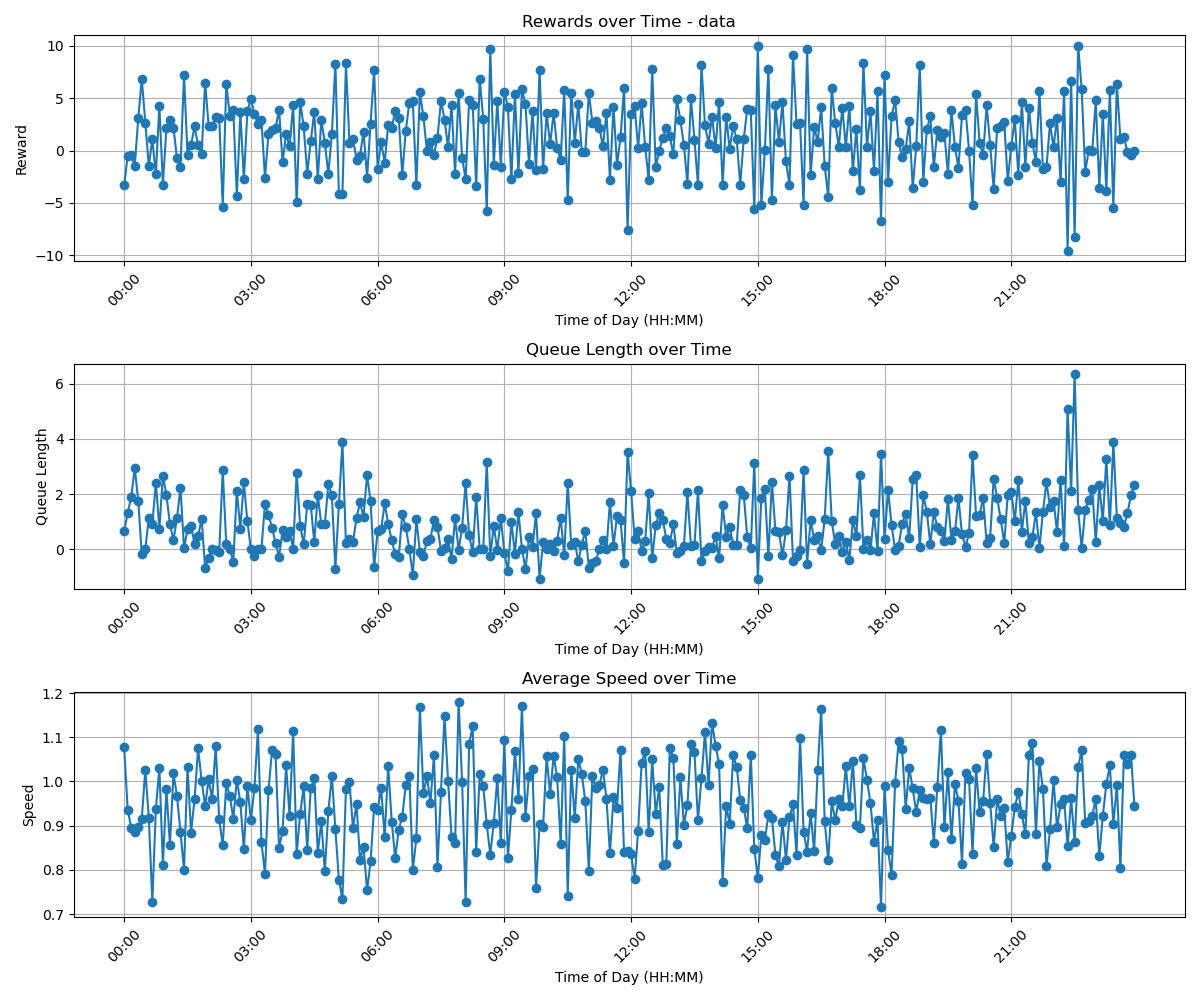 Rewards over Time - data
Reward
10
5
0
−5
−10
00:00 03:00 06:00 09:00 12:00 15:00 18:00 21:00
Time of Day (HH:MM)
Queue Length over Time
Queue Length
6
4
2
0
00:00 03:00 06:00 09:00 12:00 15:00 18:00 21:00
Time of Day (HH:MM)
Average Speed over Time
Speed
1.2
1.1
1.0
0.9
0.8
0.7
00:00 03:00 06:00 09:00 12:00 15:00 18:00 21:00
Time of Day (HH:MM)